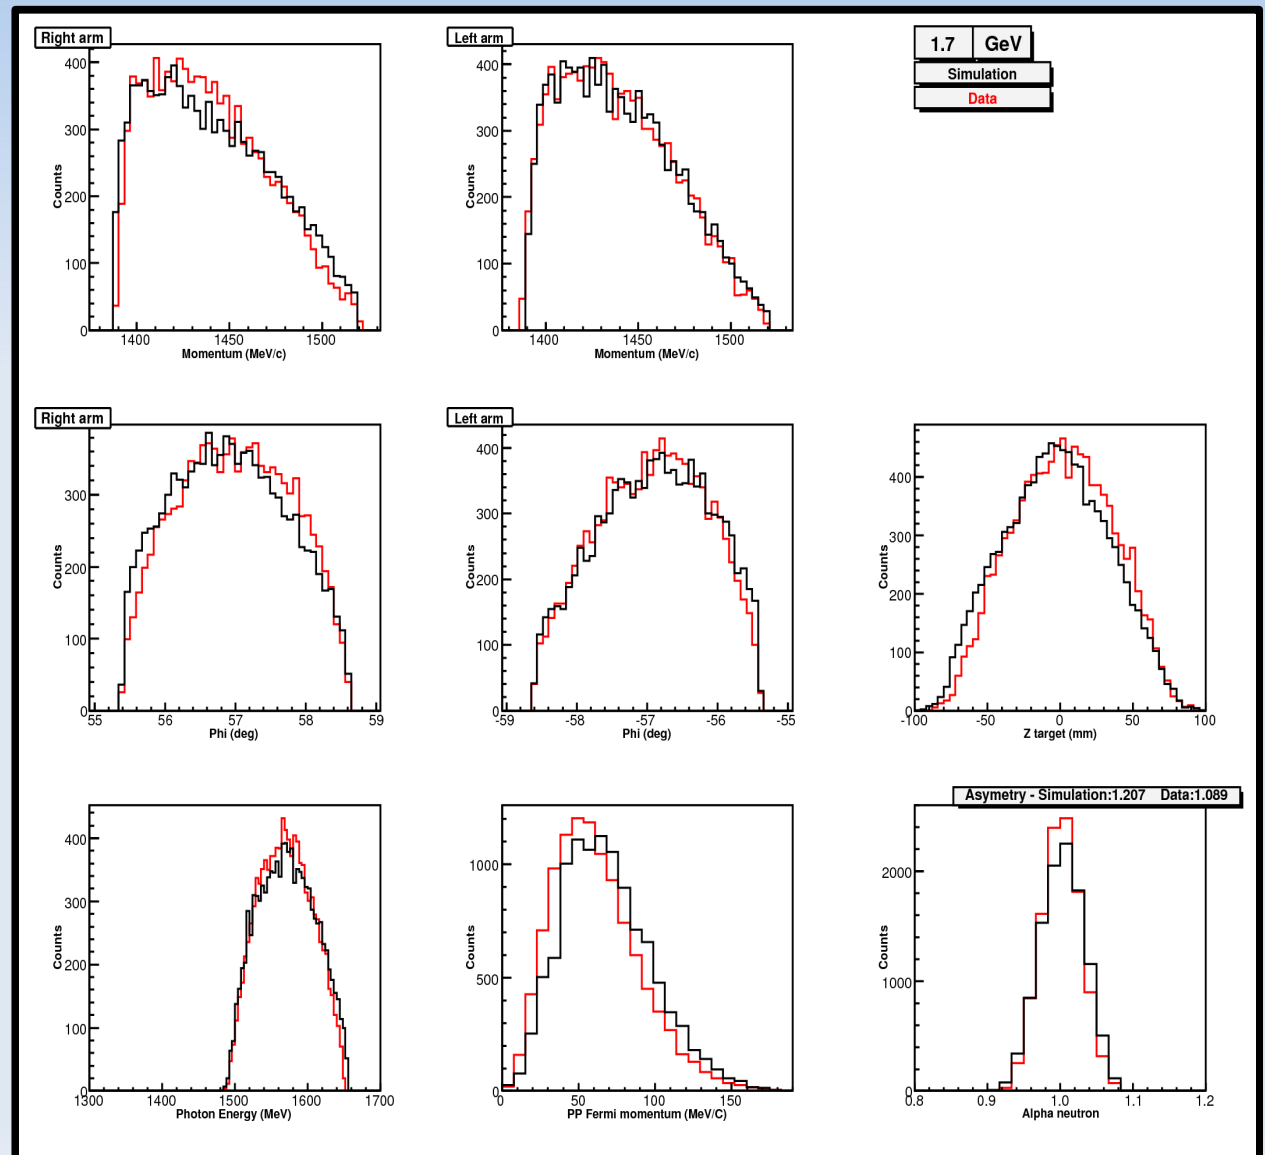 Right arm
Left arm
1.7 GeV
Simulation
Data
400
300
200
100
0
Counts
1400 1450 1500
Momentum (MeV/c)
400
300
200
100
0
Counts
1400 1450 1500
Momentum (MeV/c)
Right arm
Left arm
300
200
100
0
Counts
55 56 57 58 59
Phi (deg)
400
300
200
100
0
Counts
-59 -58 -57 -56 -55
Phi (deg)
400
300
200
100
0
Counts
-100 -50 0 50 100
Z target (mm)
400
300
200
100
0
Counts
1300 1400 1500 1600 1700
Photon Energy (MeV)
1000
500
0
Counts
0 50 100 150
PP Fermi momentum (MeV/C)
Asymetry - Simulation:1.207 Data:1.089
2000
1000
0
Counts
0.8 0.9 1.0 1.1 1.2
Alpha neutron